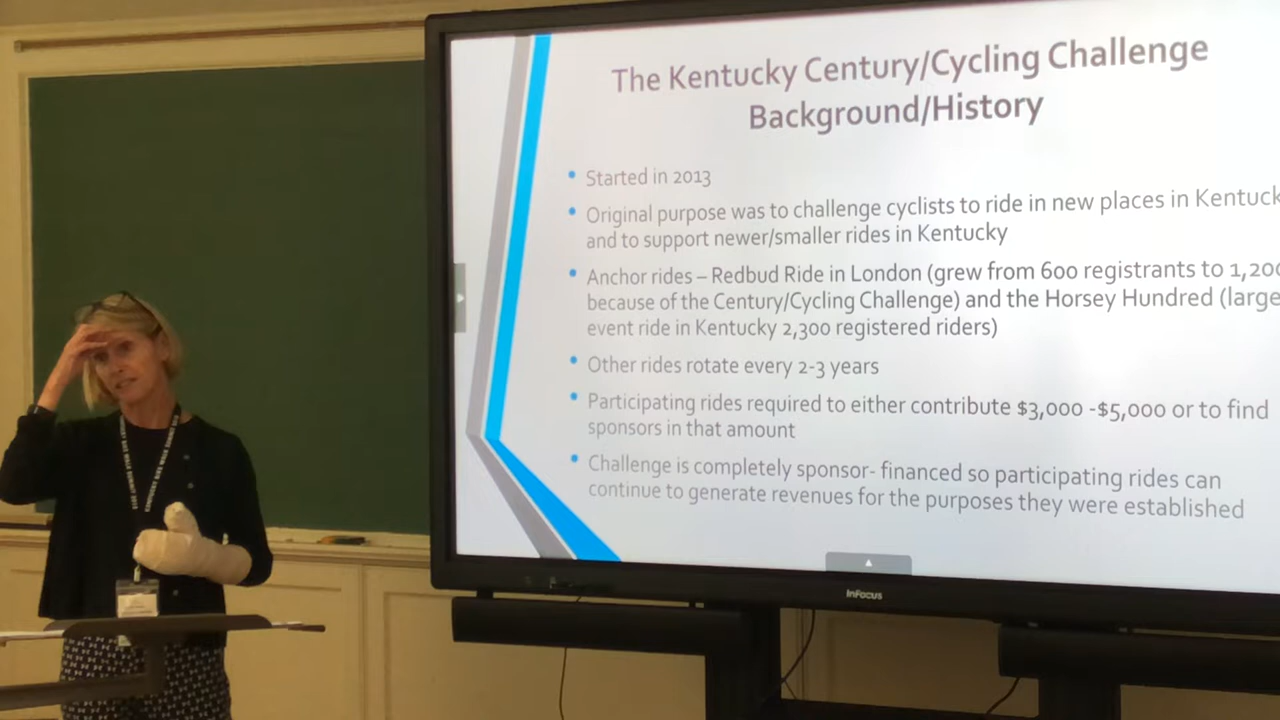 The Kentucky Century/Cycling Challenge
Background/History
• Started in 2013
• Original purpose was to challenge cyclists to ride in new places in Kentuck
and to support newer/smaller rides in Kentucky
• Anchor rides – Redbud Ride in London (grew from 600 registrants to 1,200
because of the Century/Cycling Challenge) and the Horsey Hundred (large
event ride in Kentucky 2,300 registered riders)
• Other rides rotate every 2-3 years
• Participating rides required to either contribute $3,000 -$5,000 or to find
sponsors in that amount
• Challenge is completely sponsor- financed so participating rides can
continue to generate revenues for the purposes they were established
InFocus